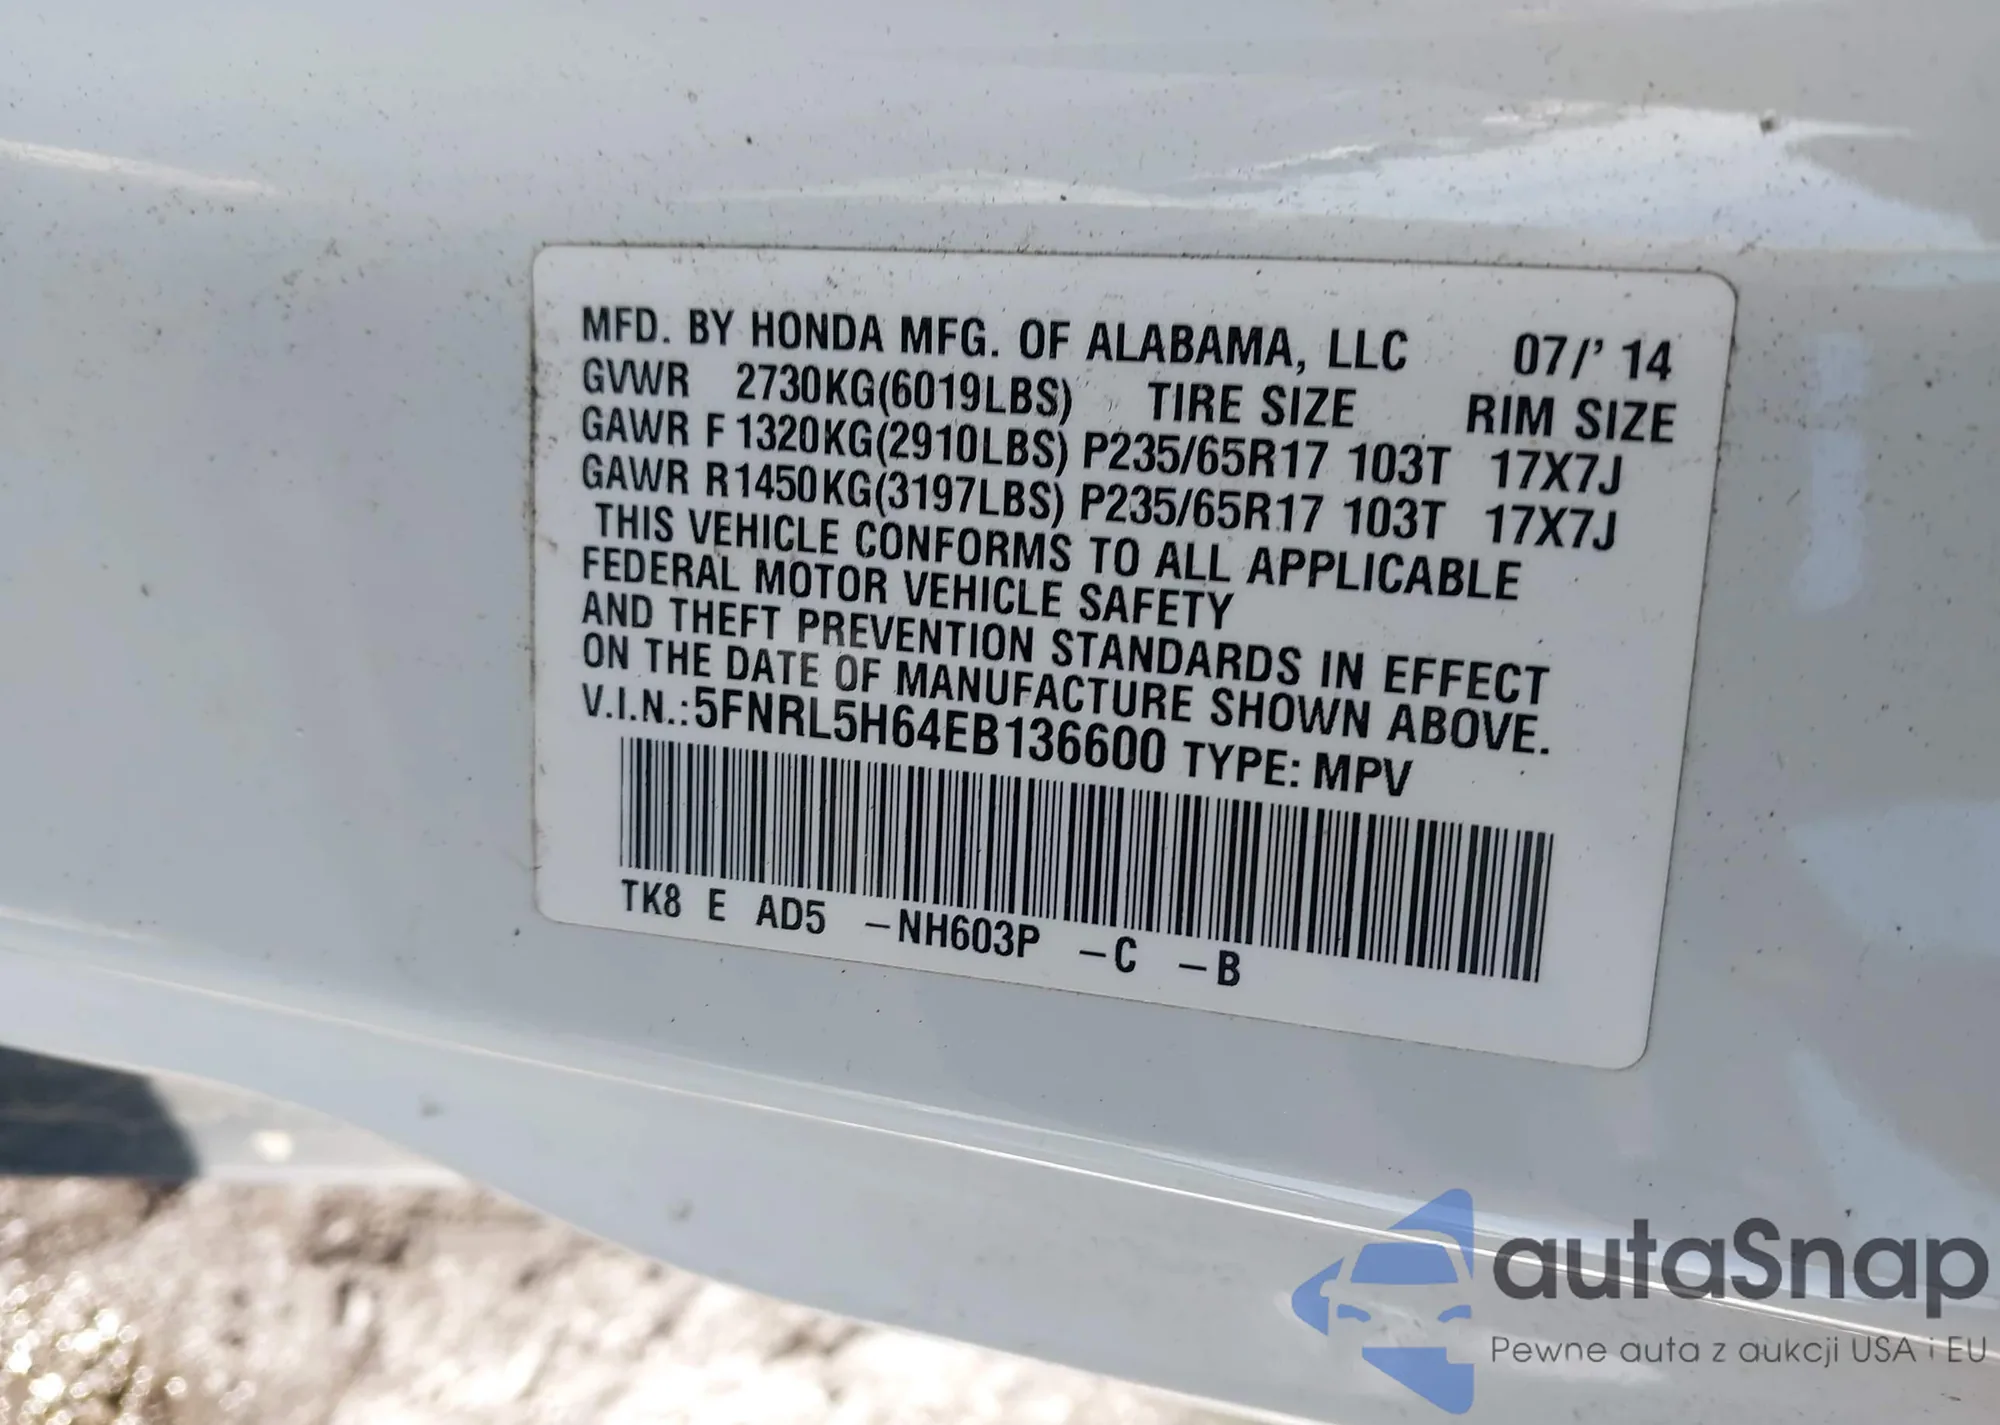 MFD. BY HONDA MFG. OF ALABAMA, LLC 07/' 14
GVWR 2730KG(6019LBS) TIRE SIZE RIM SIZE
GAWR F 1320KG(2910LBS) P235/65R17 103T 17X7J
GAWR R1450KG(3197LBS) P235/65R17 103T 17X7J
THIS VEHICLE CONFORMS TO ALL APPLICABLE
FEDERAL MOTOR VEHICLE SAFETY
AND THEFT PREVENTION STANDARDS IN EFFECT
ON THE DATE OF MANUFACTURE SHOWN ABOVE.
V.I.N.:5FNRL5H64EB136600 TYPE: MPV
TK8 E AD5 –NH603P –C –B
autaSnap
Pewne auta z aukcji USA i EU